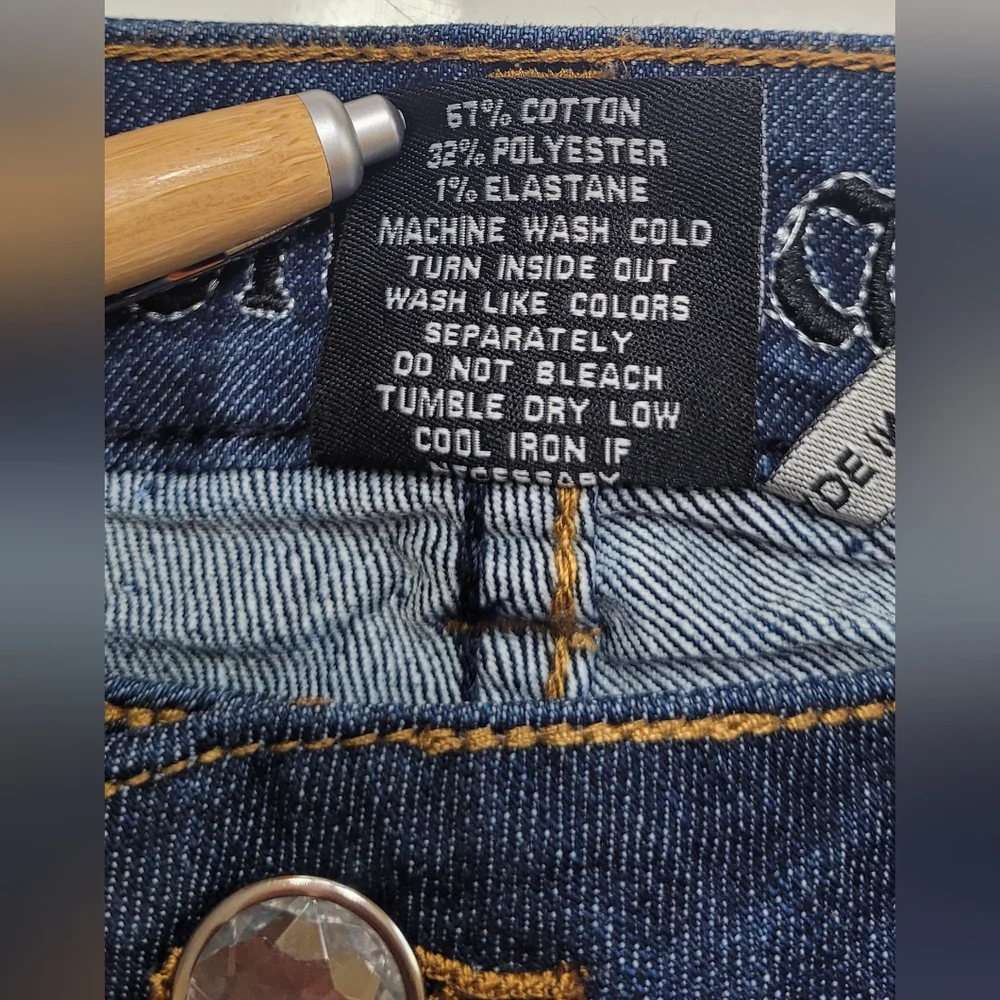 67% COTTON
32% POLYESTER
1% ELASTANE
MACHINE WASH COLD
TURN INSIDE OUT
WASH LIKE COLORS
SEPARATELY
DO NOT BLEACH
TUMBLE DRY LOW
COOL IRON IF
NECESSARY